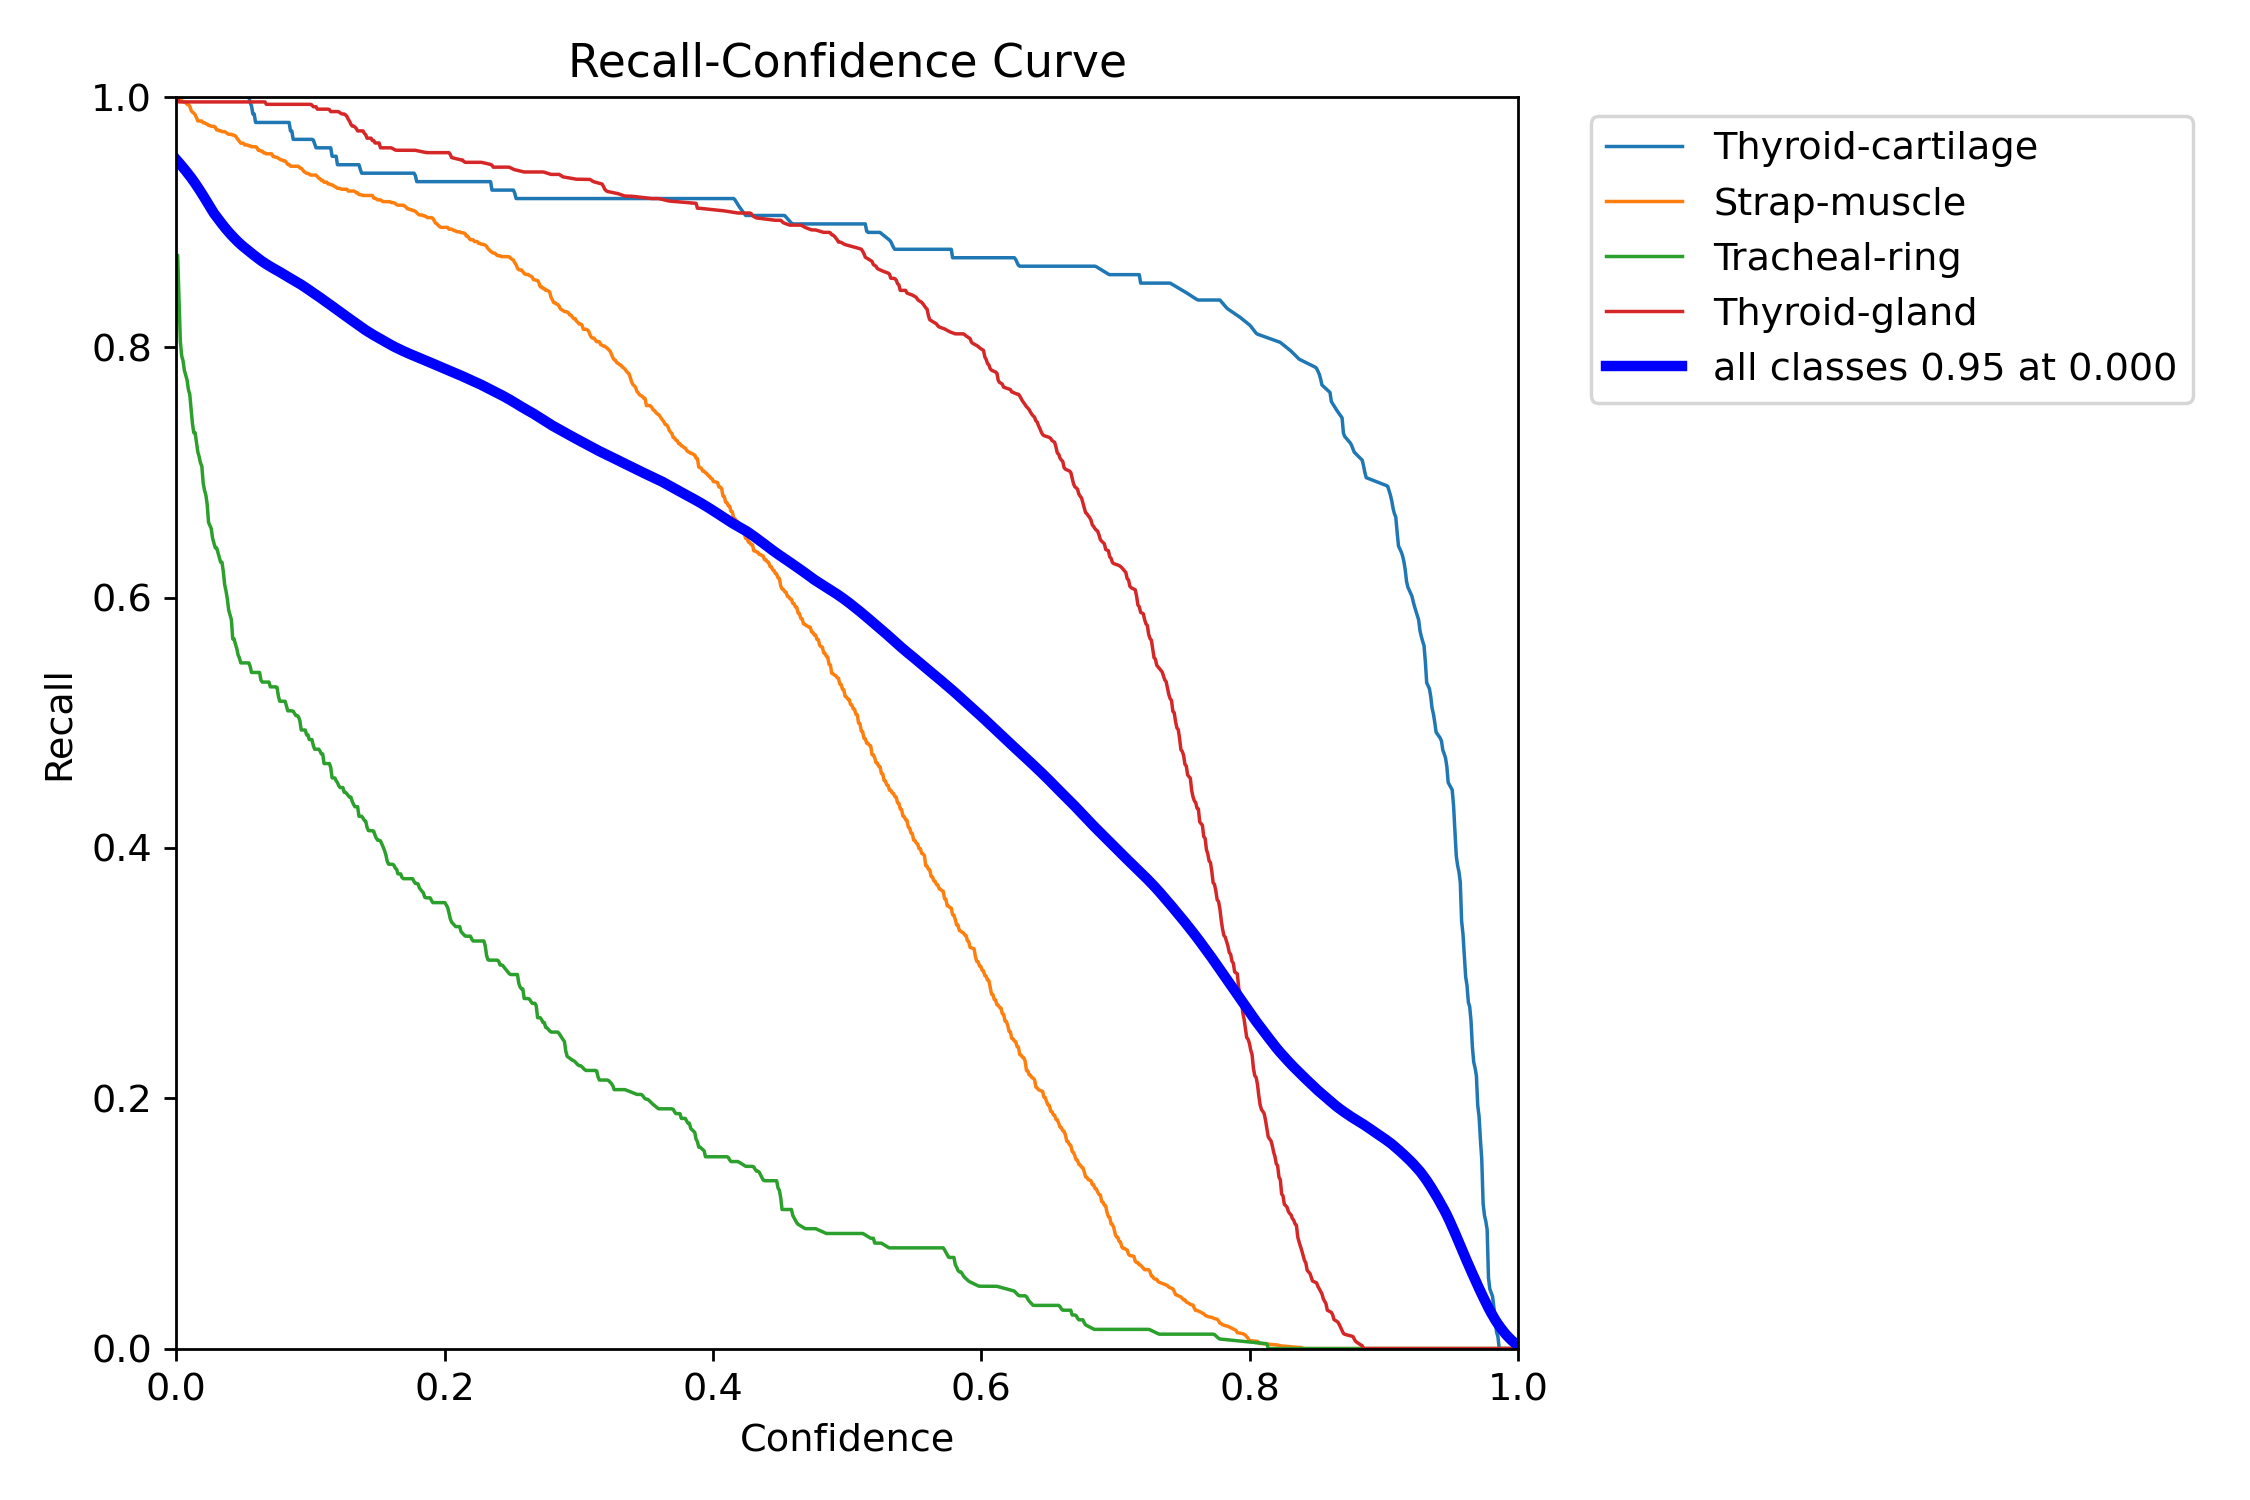 Recall-Confidence Curve
1.0
0.8
0.6
0.4
0.2
0.0
Recall
0.0 0.2 0.4 0.6 0.8 1.0
Confidence
Thyroid-cartilage
Strap-muscle
Tracheal-ring
Thyroid-gland
all classes 0.95 at 0.000